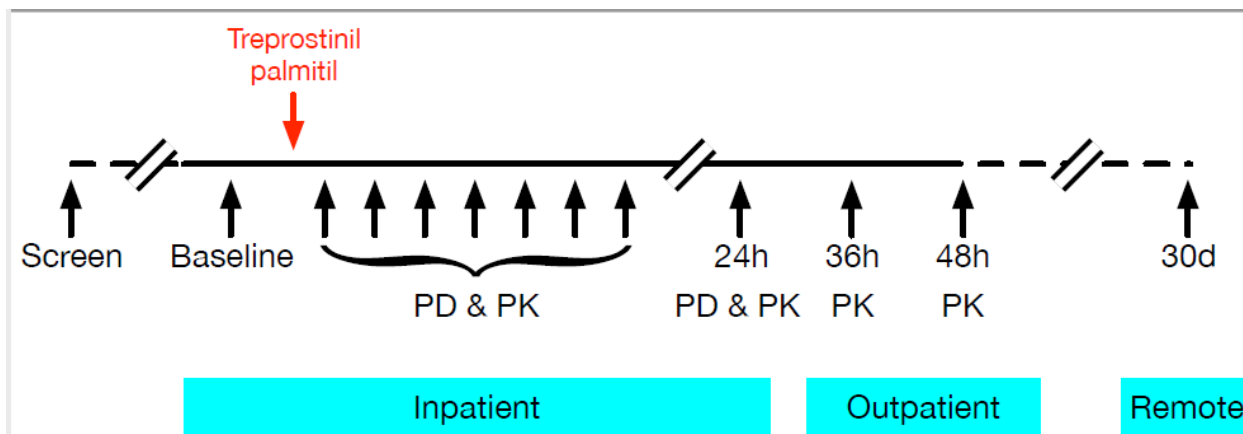 Treprostinil
palmitil
Screen Baseline 24h 36h 48h 30d
PD & PK PD & PK PK PK
Inpatient Outpatient Remote